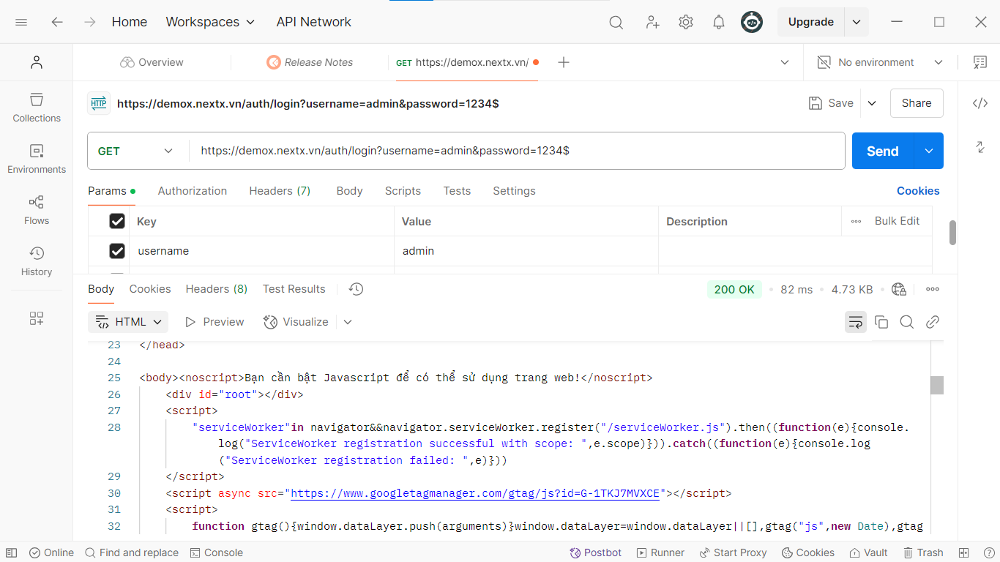 Home Workspaces API Network Upgrade
Overview Release Notes GET https://demox.nextx.vn/ No environment
HTTP https://demox.nextx.vn/auth/login?username=admin&password=1234$ Save Share
GET https://demox.nextx.vn/auth/login?username=admin&password=1234$ Send
Collections
Environments
Flows
History
Params Authorization Headers (7) Body Scripts Tests Settings Cookies
Key Value Description Bulk Edit
username admin
Body Cookies Headers (8) Test Results 200 OK 82 ms 4.73 KB
HTML Preview Visualize
23 </head>
24
25 <body><noscript>Bạn cần bật Javascript để có thể sử dụng trang web!</noscript>
26 <div id="root"></div>
27 <script>
28 "serviceWorker"in navigator&&navigator.serviceWorker.register("/serviceWorker.js").then((function(e){console.
log("ServiceWorker registration successful with scope: ",e.scope)})).catch((function(e){console.log
("ServiceWorker registration failed: ",e)}))
29 </script>
30 <script async src="https://www.googletagmanager.com/gtag/js?id=G-1TKJ7MVXCE"></script>
31 <script>
32 function gtag(){window.dataLayer.push(arguments)}window.dataLayer=window.dataLayer||[],gtag("js",new Date),gtag
Online Find and replace Console Postbot Runner Start Proxy Cookies Vault Trash